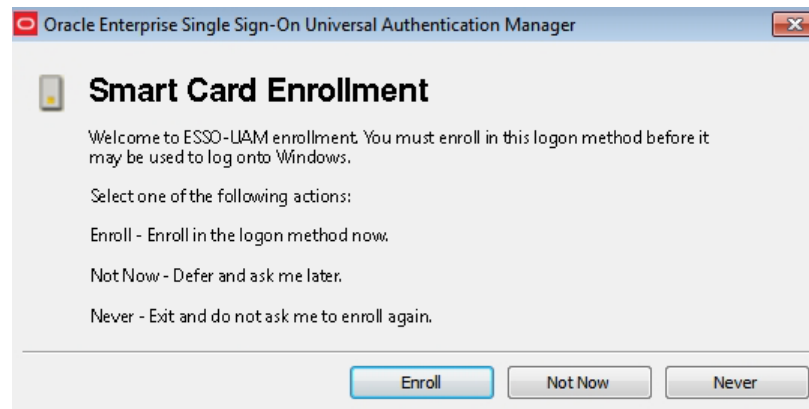 Oracle Enterprise Single Sign-On Universal Authentication Manager
Smart Card Enrollment
Welcome to ESSO-UAM enrollment. You must enroll in this logon method before it
may be used to log onto Windows.
Select one of the following actions:
Enroll - Enroll in the logon method now.
Not Now - Defer and ask me later.
Never - Exit and do not ask me to enroll again.
Enroll Not Now Never